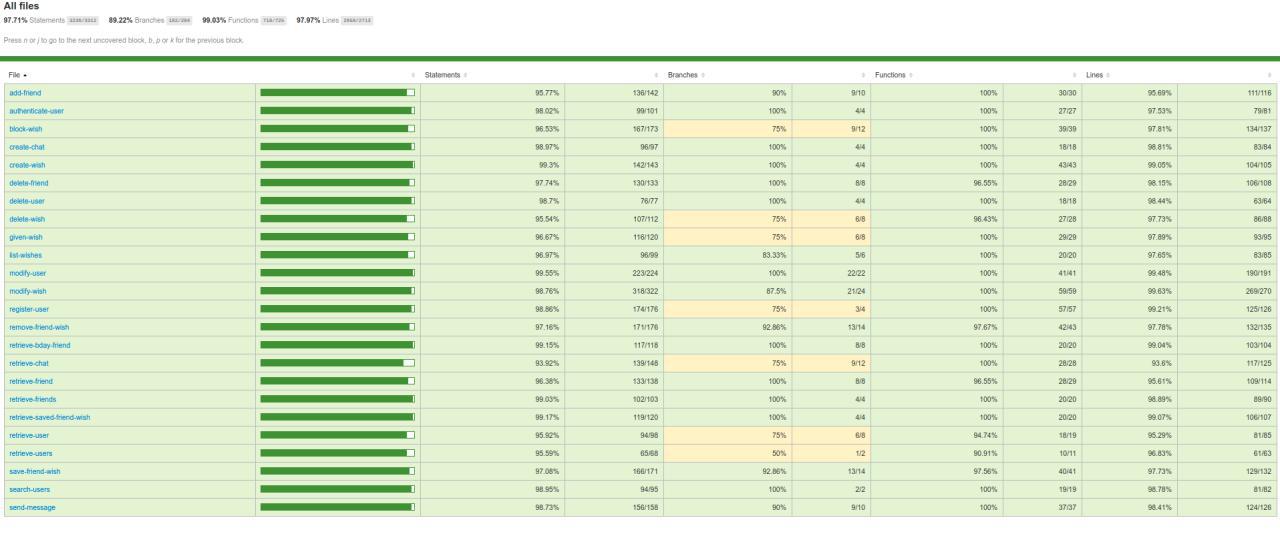 All files
97.71% Statements 3236/3312 89.22% Branches 182/204 99.03% Functions 718/725 97.97% Lines 2658/2713
Press n or j to go to the next uncovered block, b, p or k for the previous block.
File Statements Branches Functions Lines
add-friend 95.77% 136/142 90% 9/10 100% 30/30 95.69% 111/116
authenticate-user 98.02% 99/101 100% 4/4 100% 27/27 97.53% 79/81
block-wish 96.53% 167/173 75% 9/12 100% 39/39 97.81% 134/137
create-chat 98.97% 96/97 100% 4/4 100% 18/18 98.81% 83/84
create-wish 99.3% 142/143 100% 4/4 100% 43/43 99.05% 104/105
delete-friend 97.74% 130/133 100% 8/8 96.55% 28/29 98.15% 106/108
delete-user 98.7% 76/77 100% 4/4 100% 18/18 98.44% 63/64
delete-wish 95.54% 107/112 75% 6/8 96.43% 27/28 97.73% 86/88
given-wish 96.67% 116/120 75% 6/8 100% 29/29 97.89% 93/95
list-wishes 96.97% 96/99 83.33% 5/6 100% 20/20 97.65% 83/85
modify-user 99.55% 223/224 100% 22/22 100% 41/41 99.48% 190/191
modify-wish 98.76% 318/322 87.5% 21/24 100% 59/59 99.63% 269/270
register-user 98.86% 174/176 75% 3/4 100% 57/57 99.21% 125/126
remove-friend-wish 97.16% 171/176 92.86% 13/14 97.67% 42/43 97.78% 132/135
retrieve-bday-friend 99.15% 117/118 100% 8/8 100% 20/20 99.04% 103/104
retrieve-chat 93.92% 139/148 75% 9/12 100% 28/28 93.6% 117/125
retrieve-friend 96.38% 133/138 100% 8/8 96.55% 28/29 95.61% 109/114
retrieve-friends 99.03% 102/103 100% 4/4 100% 20/20 98.89% 89/90
retrieve-saved-friend-wish 99.17% 119/120 100% 4/4 100% 20/20 99.07% 106/107
retrieve-user 95.92% 94/98 75% 6/8 94.74% 18/19 95.29% 81/85
retrieve-users 95.59% 65/68 50% 1/2 90.91% 10/11 96.83% 61/63
save-friend-wish 97.08% 166/171 92.86% 13/14 97.56% 40/41 97.73% 129/132
search-users 98.95% 94/95 100% 2/2 100% 19/19 98.78% 81/82
send-message 98.73% 156/158 90% 9/10 100% 37/37 98.41% 124/126